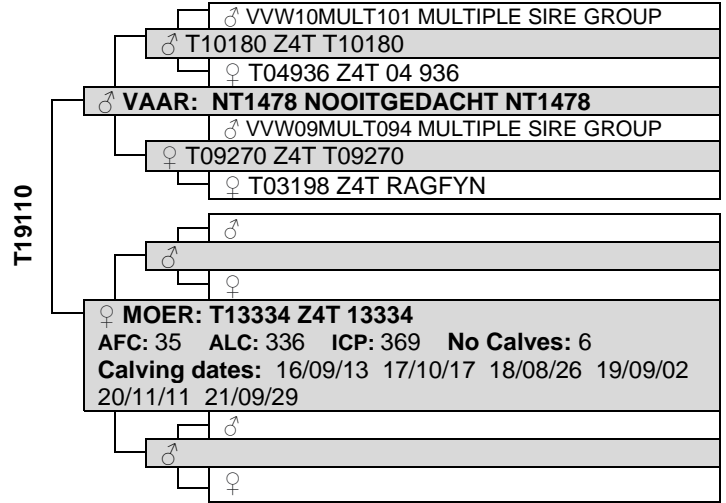 ♂ VVW10MULT101 MULTIPLE SIRE GROUP
♂ T10180 Z4T T10180
♀ T04936 Z4T 04 936
♂ VAAR: NT1478 NOOITGEDACHT NT1478
♂ VVW09MULT094 MULTIPLE SIRE GROUP
♀ T09270 Z4T T09270
♀ T03198 Z4T RAGFYN
T19110
♂
♂
♀
♀ MOER: T13334 Z4T 13334
AFC: 35 ALC: 336 ICP: 369 No Calves: 6
Calving dates: 16/09/13 17/10/17 18/08/26 19/09/02
20/11/11 21/09/29
♂
♂
♀